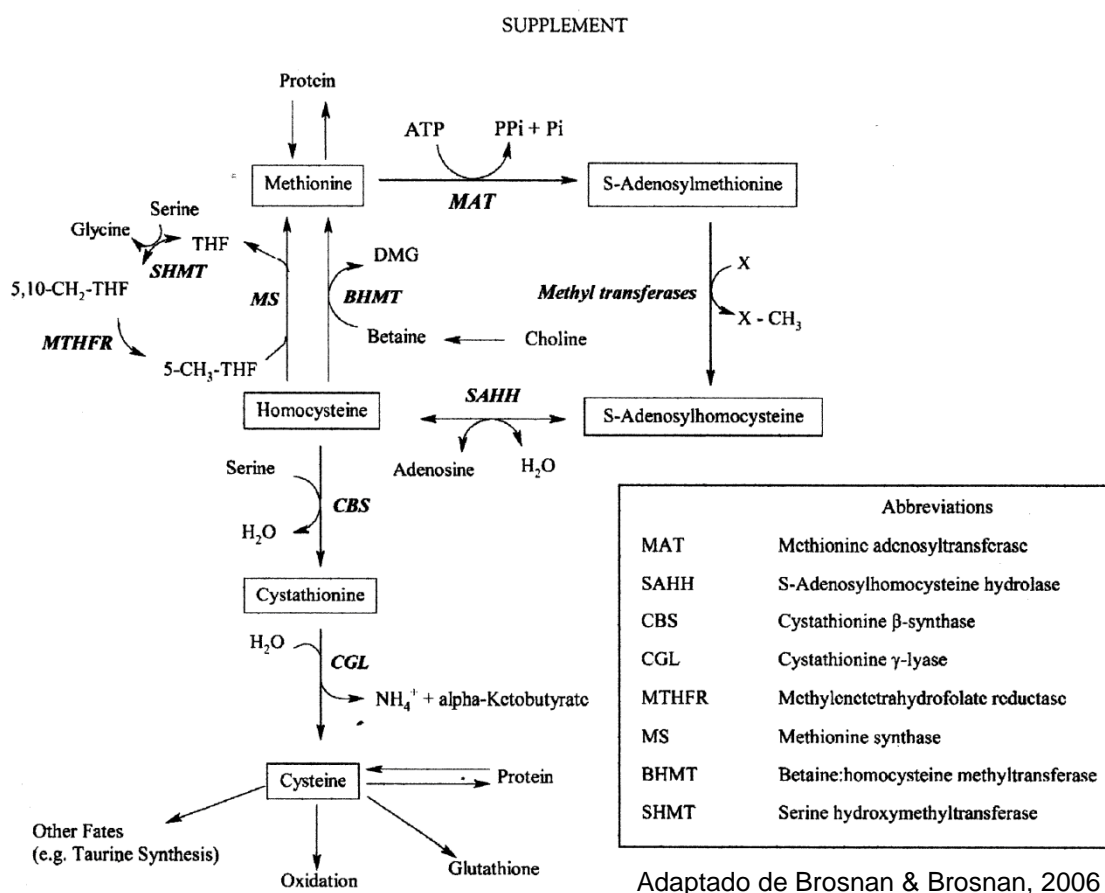 SUPPLEMENT
Protein
ATP
PPi + Pi
Methionine
MAT
S-Adenosylmethionine
Serine
Glycine
THF
SHMT
DMG
X
5,10-CH₂-THF
MS
BHMT
Methyl transferases
MTHFR
Betaine
Choline
X - CH₃
5-CH₃-THF
Homocysteine
SAHH
S-Adenosylhomocysteine
Serine
Adenosine
H₂O
CBS
H₂O
Cystathionine
H₂O
CGL
NH₄⁺ + alpha-Ketobutyrate
Cysteine
Protein
Other Fates
(e.g. Taurine Synthesis)
Glutathione
Oxidation
Abbreviations
MAT Methionine adenosyltransferase
SAHH S-Adenosylhomocysteine hydrolase
CBS Cystathionine β-synthase
CGL Cystathionine γ-lyase
MTHFR Methylenetetrahydrofolate reductase
MS Methionine synthase
BHMT Betaine:homocysteine methyltransferase
SHMT Serine hydroxymethyltransferase
Adaptado de Brosnan & Brosnan, 2006